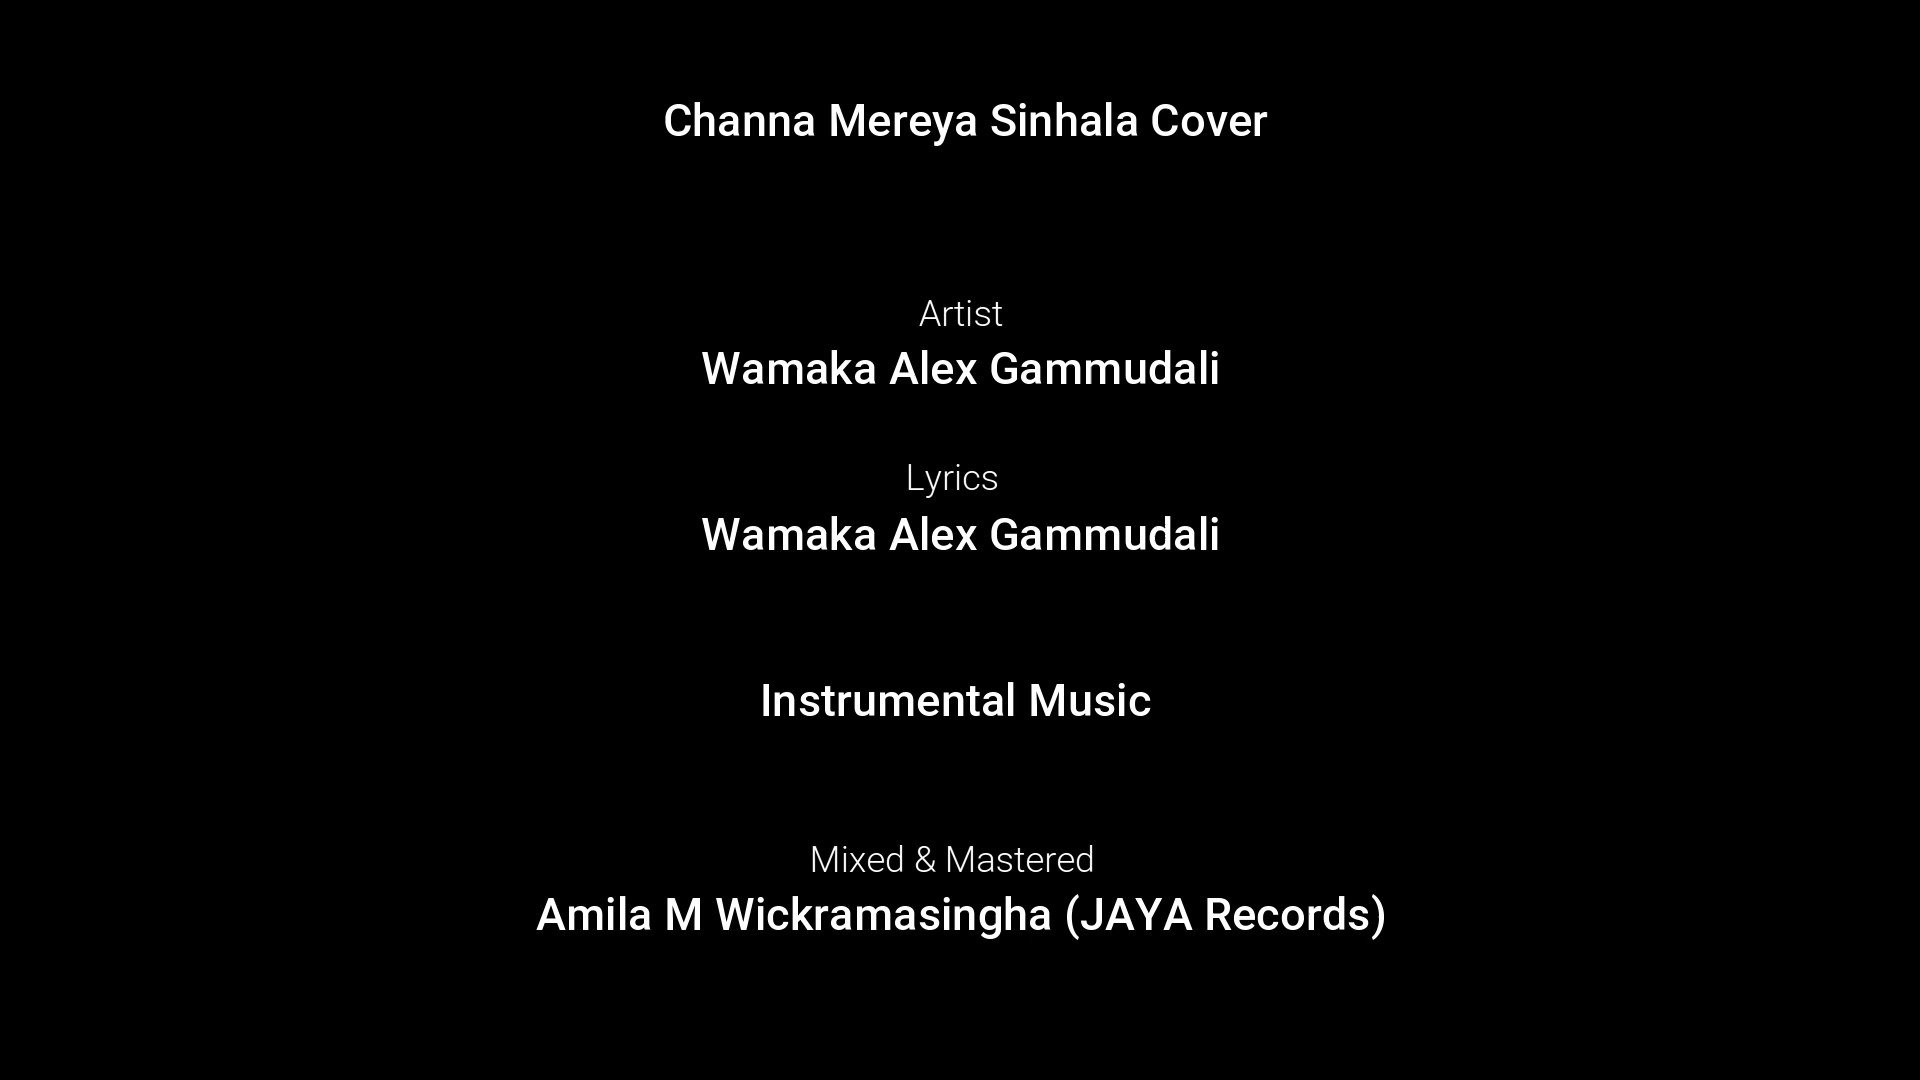 Channa Mereya Sinhala Cover
Artist
Wamaka Alex Gammudali
Lyrics
Wamaka Alex Gammudali
Instrumental Music
Mixed & Mastered
Amila M Wickramasingha (JAYA Records)